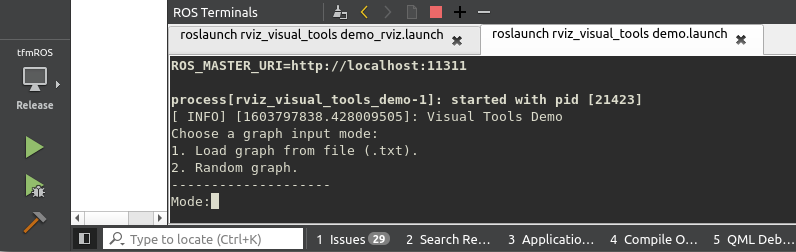 ROS Terminals
roslaunch rviz_visual_tools demo_rviz.launch
roslaunch rviz_visual_tools demo.launch
tfmROS
Release
ROS_MASTER_URI=http://localhost:11311
process[rviz_visual_tools_demo-1]: started with pid [21423]
[ INFO] [1603797838.428009505]: Visual Tools Demo
Choose a graph input mode:
1. Load graph from file (.txt).
2. Random graph.
--------------------
Mode:
Type to locate (Ctrl+K)
1 Issues 29
2 Search Re...
3 Applicatio...
4 Compile O...
5 QML Deb...